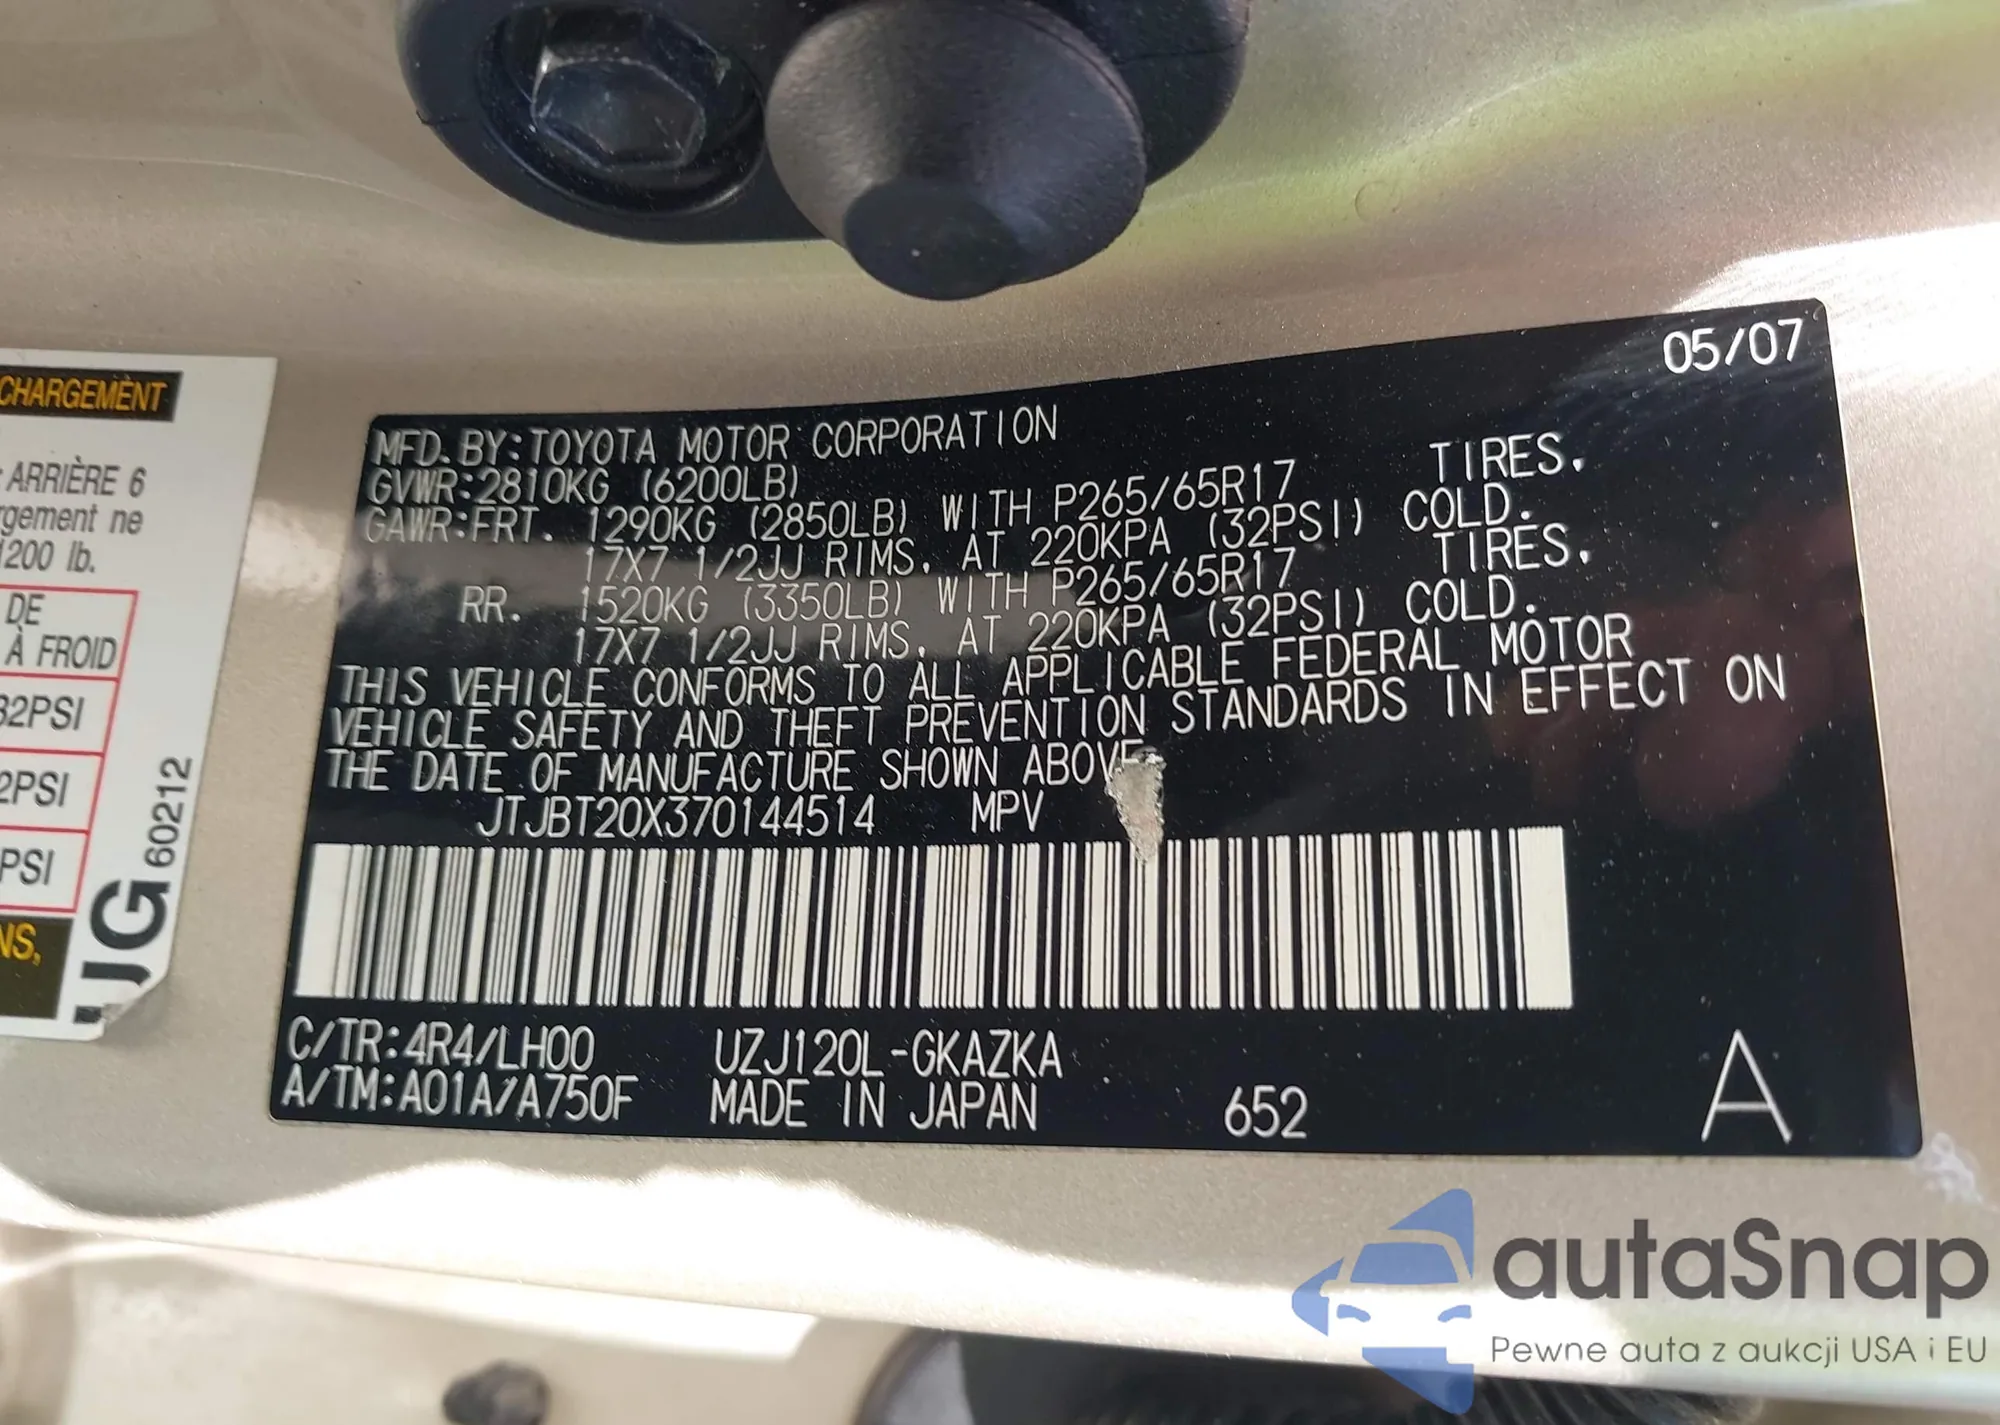 CHARGEMENT
ARRIÈRE 6
rgement ne
1200 lb.
DE
À FROID
32PSI
2PSI
PSI
NS,
JG 60212
05/07
MFD. BY: TOYOTA MOTOR CORPORATION
GVWR: 2810KG (6200LB)
GAWR: FRT. 1290KG (2850LB) WITH P265/65R17 TIRES,
17X7 1/2JJ RIMS, AT 220KPA (32PSI) COLD.
RR. 1520KG (3350LB) WITH P265/65R17 TIRES,
17X7 1/2JJ RIMS, AT 220KPA (32PSI) COLD.
THIS VEHICLE CONFORMS TO ALL APPLICABLE FEDERAL MOTOR
VEHICLE SAFETY AND THEFT PREVENTION STANDARDS IN EFFECT ON
THE DATE OF MANUFACTURE SHOWN ABOVE.
JTJBT20X370144514 MPV
C/TR: 4R4/LH00 UZJ120L-GKAZKA
A/TM: A01A/A750F MADE IN JAPAN 652 A
autaSnap
Pewne auta z aukcji USA i EU